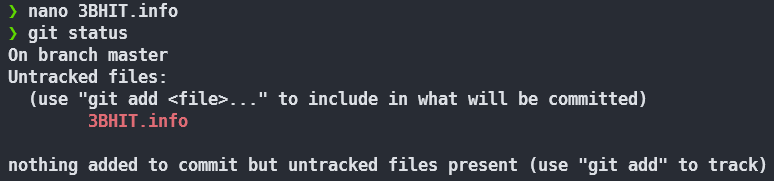 ❯ nano 3BHIT.info
❯ git status
On branch master
Untracked files:
  (use "git add <file>..." to include in what will be committed)
        3BHIT.info

nothing added to commit but untracked files present (use "git add" to track)